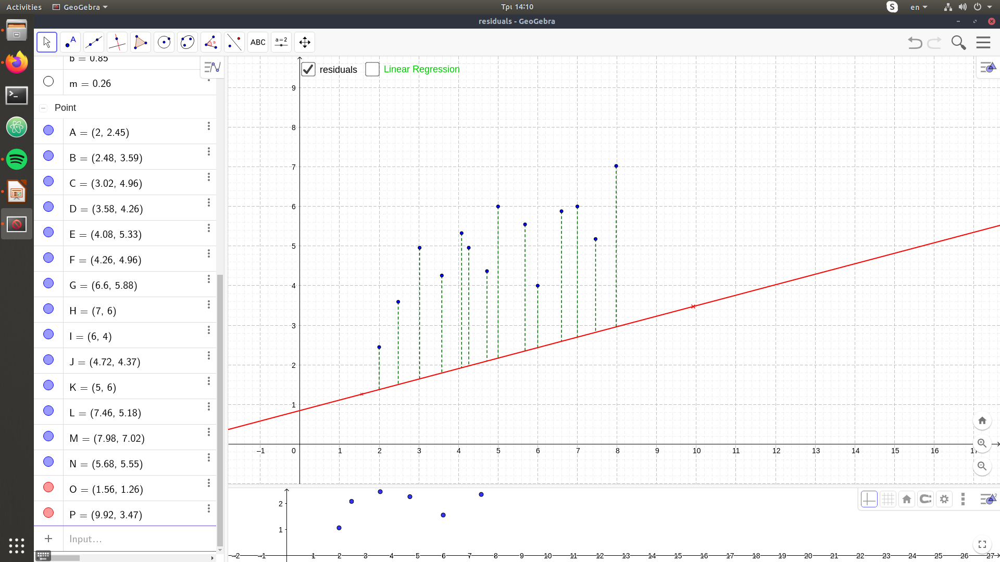 Activities GeoGebra Τρι 14:10 en
residuals - GeoGebra
A α ABC a=2
b = 0.85
m = 0.26
Point
A = (2, 2.45)
B = (2.48, 3.59)
C = (3.02, 4.96)
D = (3.58, 4.26)
E = (4.08, 5.33)
F = (4.26, 4.96)
G = (6.6, 5.88)
H = (7, 6)
I = (6, 4)
J = (4.72, 4.37)
K = (5, 6)
L = (7.46, 5.18)
M = (7.98, 7.02)
N = (5.68, 5.55)
O = (1.56, 1.26)
P = (9.92, 3.47)
Input…
residuals Linear Regression
9
8
7
6
5
4
3
2
1
–1 0 1 2 3 4 5 6 7 8 9 10 11 12 13 14 15 16
2
1
–2 –1 1 2 3 4 5 6 7 8 9 10 11 12 13 14 15 16 17 18 19 20 21 22 23 24 25 26 27
2